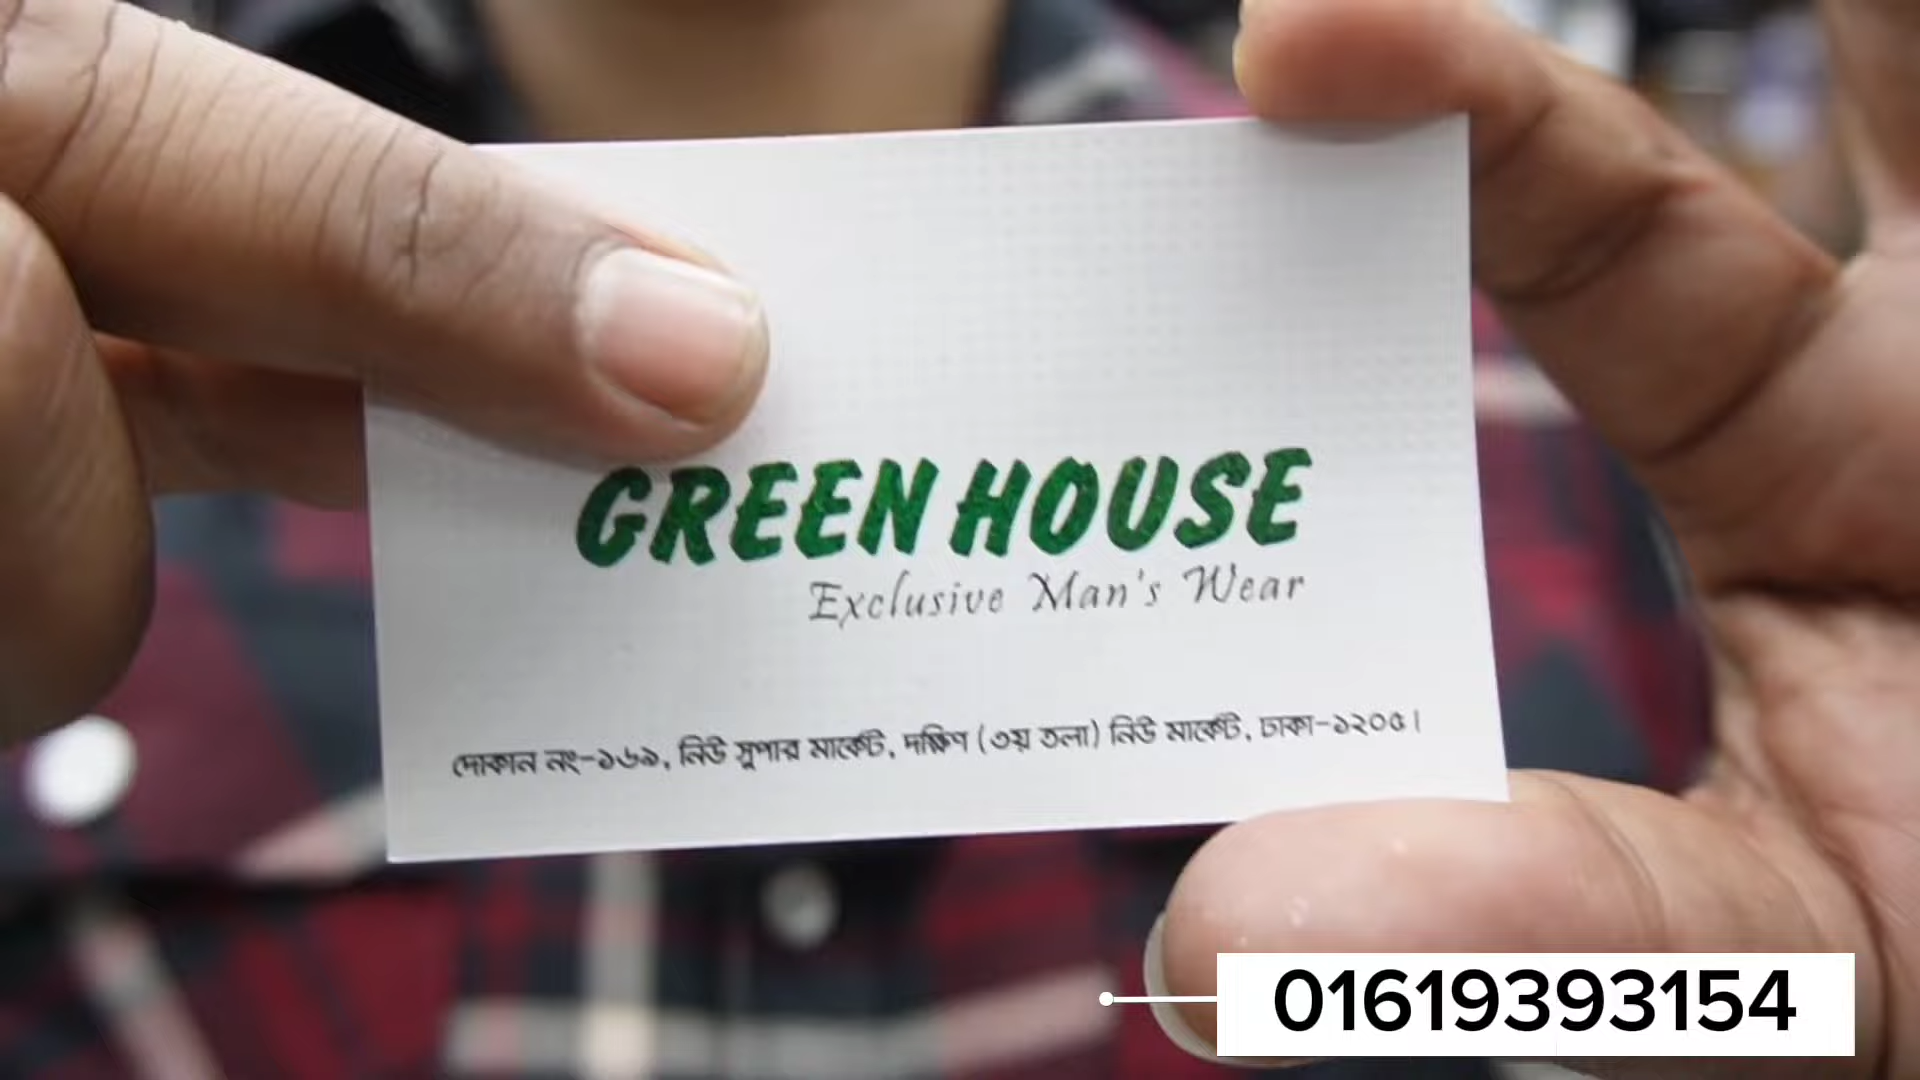 GREEN HOUSE
Exclusive Man's Wear
দোকান নং-১৬৯, নিউ সুপার মার্কেট, দক্ষিণ (৩য় তলা) নিউ মার্কেট, ঢাকা-১২০৫।
01619393154